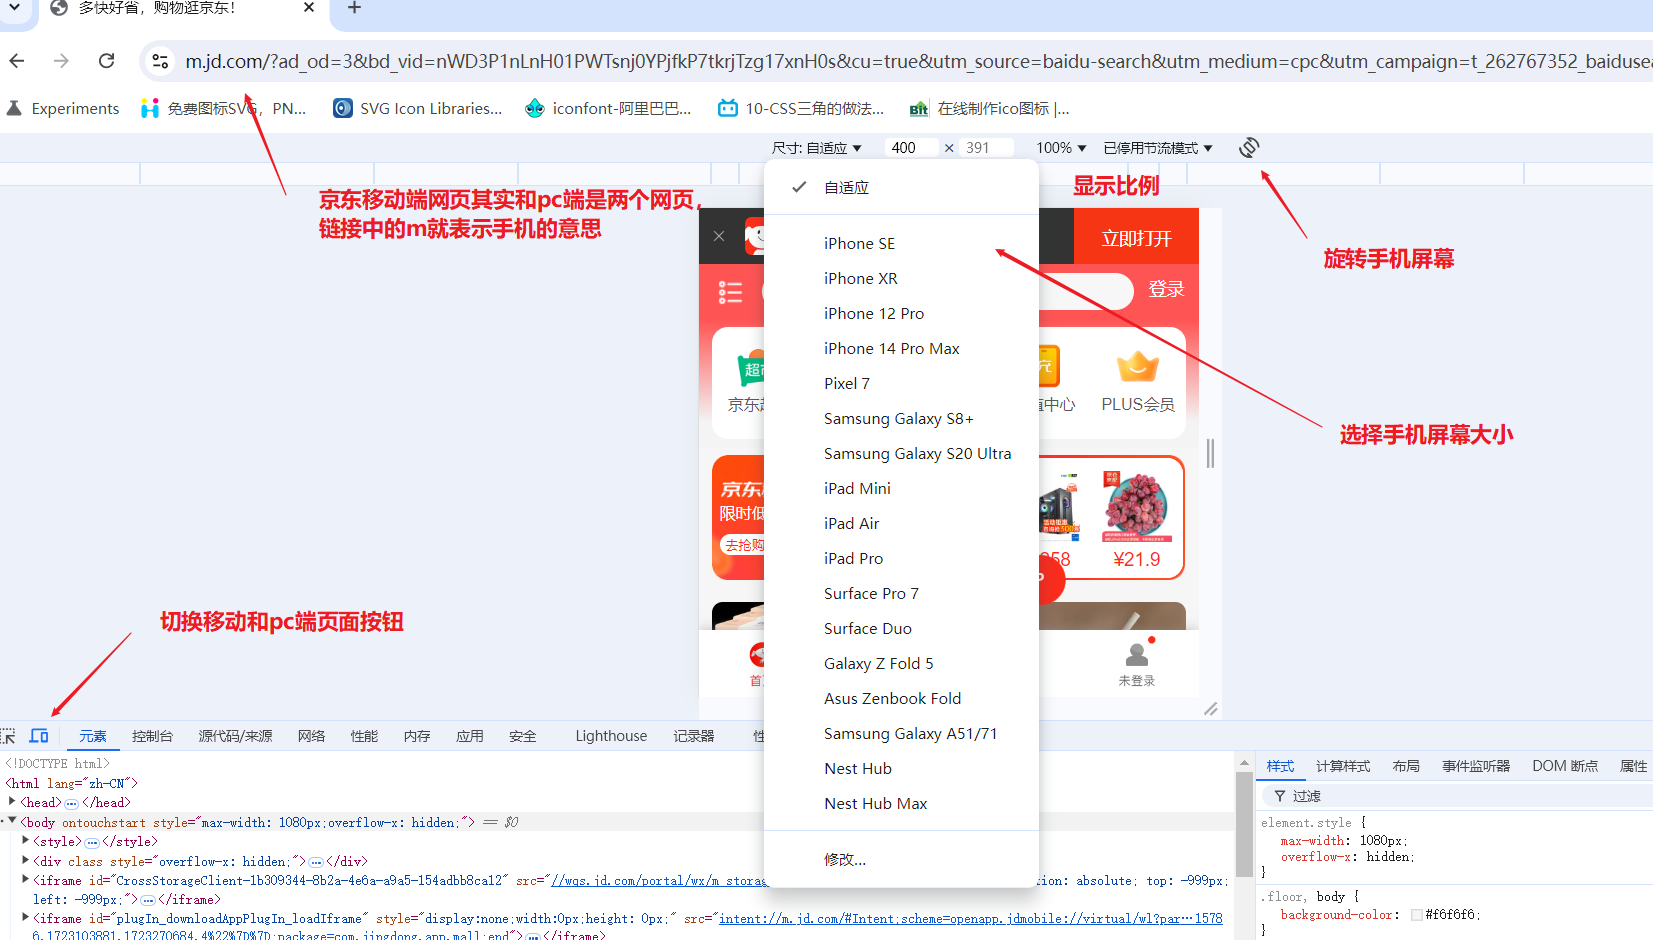 多快好省，购物逛京东！
m.jd.com/?ad_od=3&bd_vid=nWD3P1nLnH01PWTsnj0YPjfkP7tkrjTzg17xnH0s&cu=true&utm_source=baidu-search&utm_medium=cpc&utm_campaign=t_262767352_baidusea
Experiments 免费图标SVG，PN... SVG Icon Libraries... iconfont-阿里巴巴... 10-CSS三角的做法... 在线制作ico图标 |...
尺寸: 自适应 400 × 391 100% 已停用节流模式
自适应
显示比例
京东移动端网页其实和pc端是两个网页，
链接中的m就表示手机的意思
立即打开
旋转手机屏幕
iPhone SE
iPhone XR
登录
iPhone 12 Pro
iPhone 14 Pro Max
Pixel 7
PLUS会员
Samsung Galaxy S8+
选择手机屏幕大小
Samsung Galaxy S20 Ultra
iPad Mini
限时低
iPad Air
去抢购
iPad Pro
¥21.9
Surface Pro 7
切换移动和pc端页面按钮
Surface Duo
Galaxy Z Fold 5
未登录
Asus Zenbook Fold
Samsung Galaxy A51/71
元素 控制台 源代码/来源 网络 性能 内存 应用 安全 Lighthouse 记录器
Nest Hub
Nest Hub Max
修改...
<!DOCTYPE html>
<html lang="zh-CN">
<head>…</head>
<body ontouchstart style="max-width: 1080px;overflow-x: hidden;"> == $0
<style>…</style>
<div class style="overflow-x: hidden;">…</div>
<iframe id="CrossStorageClient-1b309344-8b2a-4e6a-a9a5-154adbb8ca12" src="//wqs.jd.com/portal/wx/m_storag tion: absolute; top: -999px;
left: -999px;">…</iframe>
<iframe id="plugIn_downloadAppPlugIn_loadIframe" style="display:none;width:0px;height: 0px;" src="intent://m.jd.com/#Intent;scheme=openapp.jdmobile://virtual/wl?par…1578
6.1723103881.1723270684.4%22%7D%7D;package=com.jingdong.app.mall;end">…</iframe>
样式 计算样式 布局 事件监听器 DOM 断点 属性
过滤
element.style {
max-width: 1080px;
overflow-x: hidden;
}
.floor, body {
background-color: #f6f6f6;
}